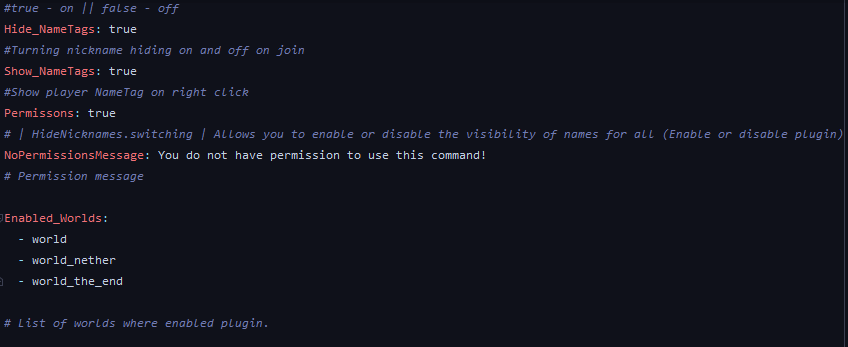 #true - on || false - off
Hide_NameTags: true
#Turning nickname hiding on and off on join
Show_NameTags: true
#Show player NameTag on right click
Permissons: true
# | HideNicknames.switching | Allows you to enable or disable the visibility of names for all (Enable or disable plugin)
NoPermissionsMessage: You do not have permission to use this command!
# Permission message
Enabled_Worlds:
- world
- world_nether
- world_the_end
# List of worlds where enabled plugin.